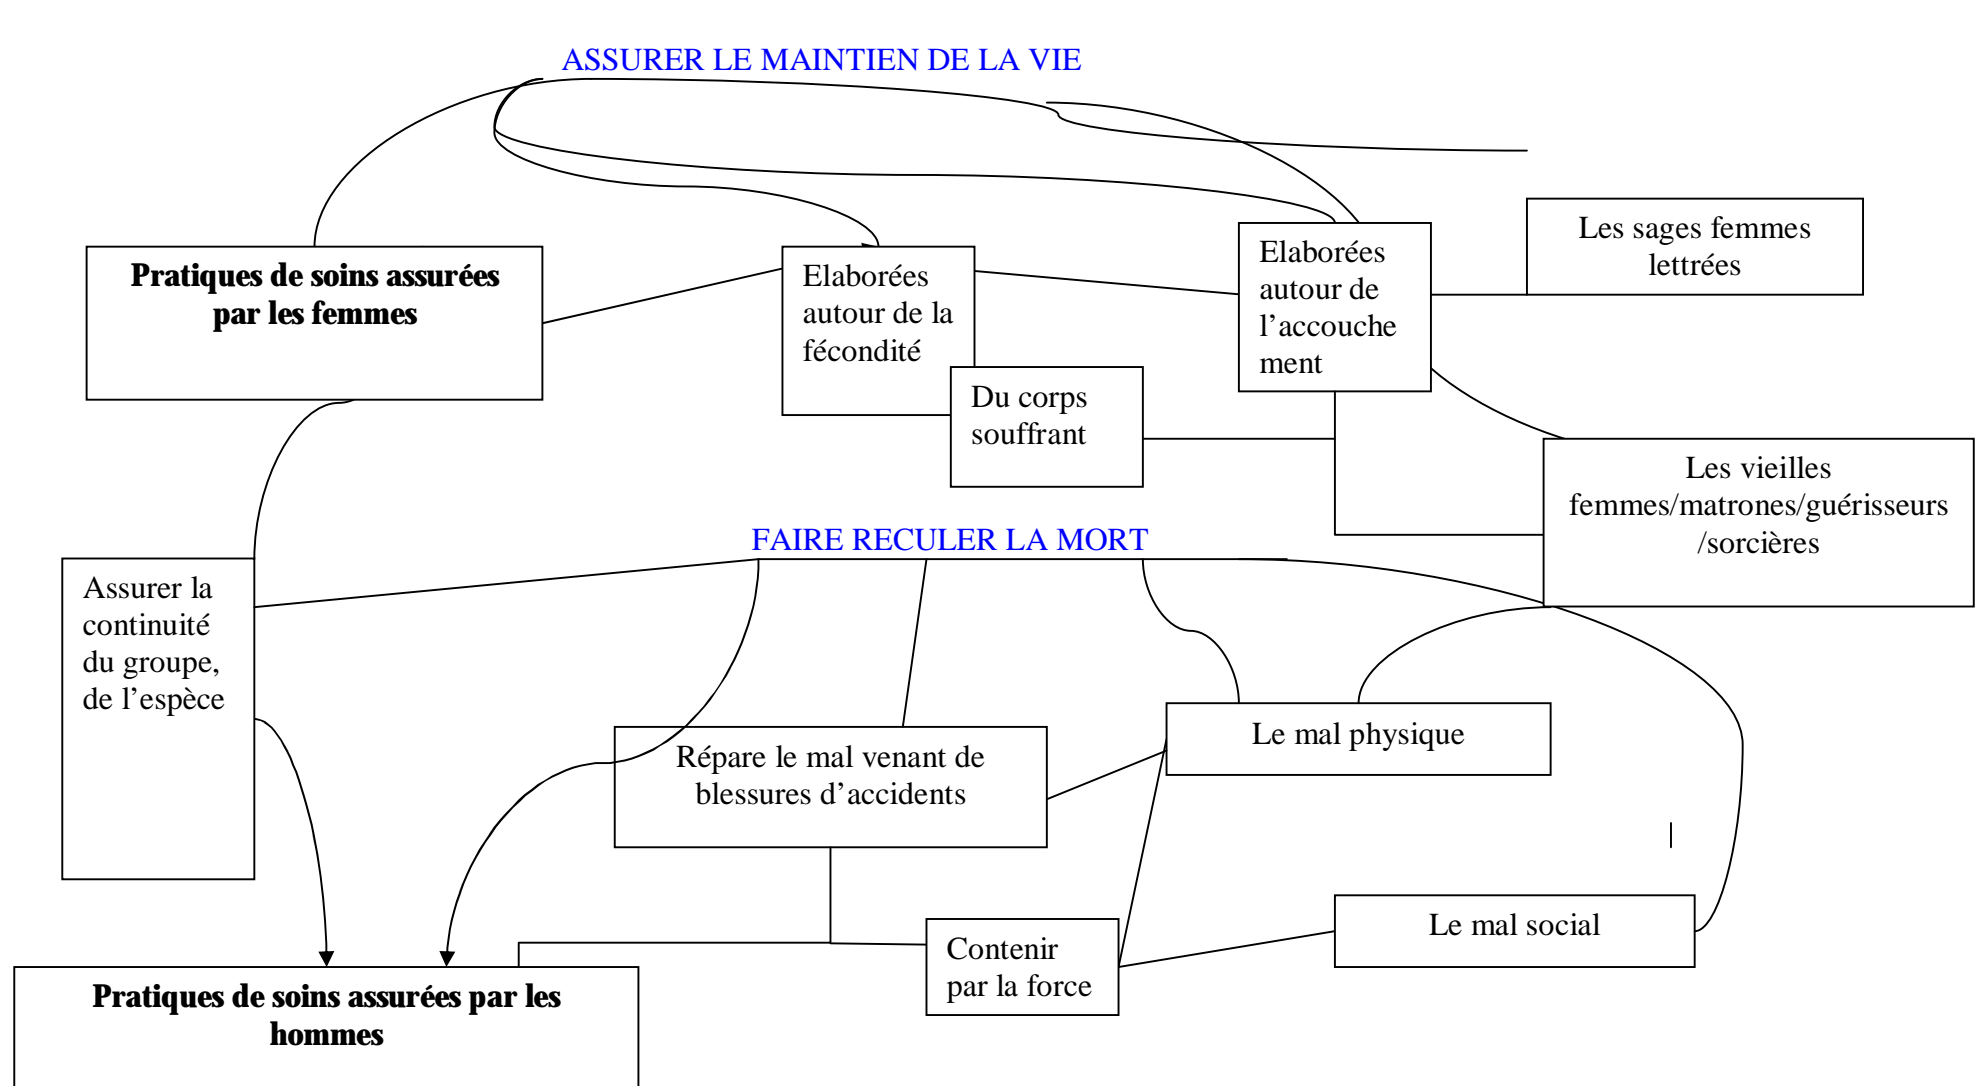 ASSURER LE MAINTIEN DE LA VIE
Pratiques de soins assurées
par les femmes
Elaborées
autour de la
fécondité
Elaborées
autour de
l’accouche
ment
Les sages femmes
lettrées
Du corps
souffrant
Les vieilles
femmes/matrones/guérisseurs
/sorcières
FAIRE RECULER LA MORT
Assurer la
continuité
du groupe,
de l’espèce
Répare le mal venant de
blessures d’accidents
Le mal physique
Le mal social
Contenir
par la force
Pratiques de soins assurées par les
hommes